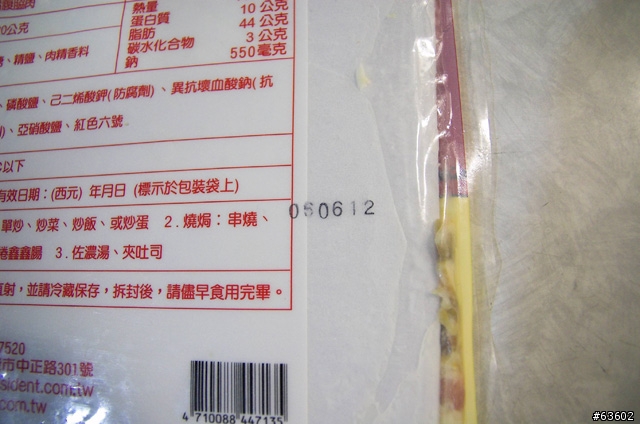 熱量 10 公克
蛋白質 44 公克
脂肪 3 公克
碳水化合物
鈉 550毫克
0公克
、精鹽、肉精香料
、磷酸鹽、己二烯酸鉀(防腐劑)、異抗壞血酸鈉(抗
)、亞硝酸鹽、紅色六號
以下
有效日期：(西元) 年月日 (標示於包裝袋上)
單炒、炒菜、炒飯、或炒蛋 2.燒焗：串燒、
捲鑫鑫腸 3.佐濃湯、夾吐司
060612
直射，並請冷藏保存，拆封後，請儘早食用完畢。
7520
市中正路301號
sident.com.tw
com.tw
4 710088 447135
#63602